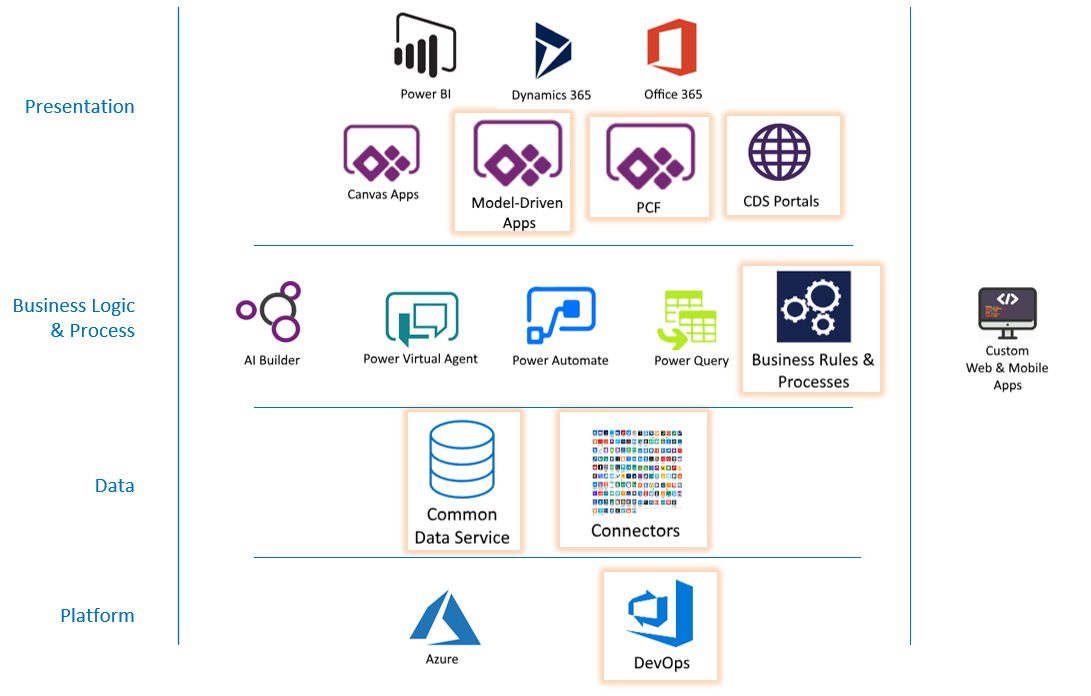 Presentation
Power BI
Dynamics 365
Office 365
Canvas Apps
Model-Driven
Apps
PCF
CDS Portals
Business Logic
& Process
AI Builder
Power Virtual Agent
Power Automate
Power Query
Business Rules &
Processes
</>
Custom
Web & Mobile
Apps
Data
Common
Data Service
Connectors
Platform
Azure
DevOps